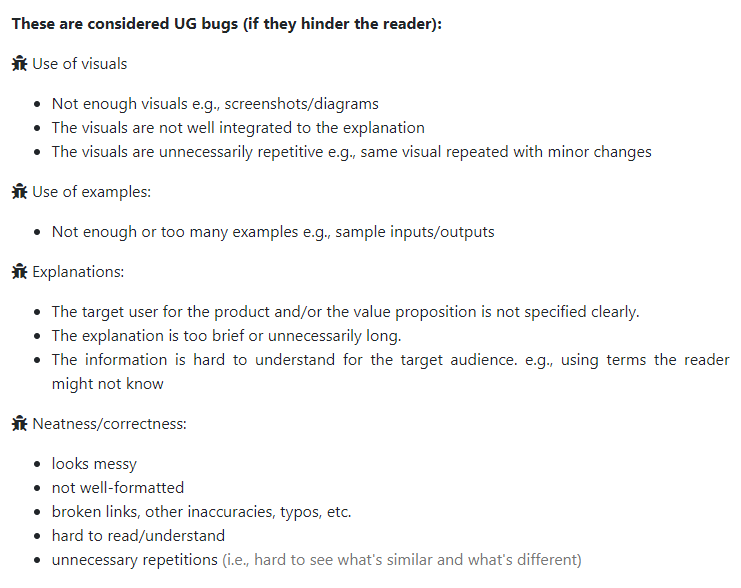 These are considered UG bugs (if they hinder the reader):
Use of visuals
Not enough visuals e.g., screenshots/diagrams
The visuals are not well integrated to the explanation
The visuals are unnecessarily repetitive e.g., same visual repeated with minor changes
Use of examples:
Not enough or too many examples e.g., sample inputs/outputs
Explanations:
The target user for the product and/or the value proposition is not specified clearly.
The explanation is too brief or unnecessarily long.
The information is hard to understand for the target audience. e.g., using terms the reader
might not know
Neatness/correctness:
looks messy
not well-formatted
broken links, other inaccuracies, typos, etc.
hard to read/understand
unnecessary repetitions (i.e., hard to see what's similar and what's different)